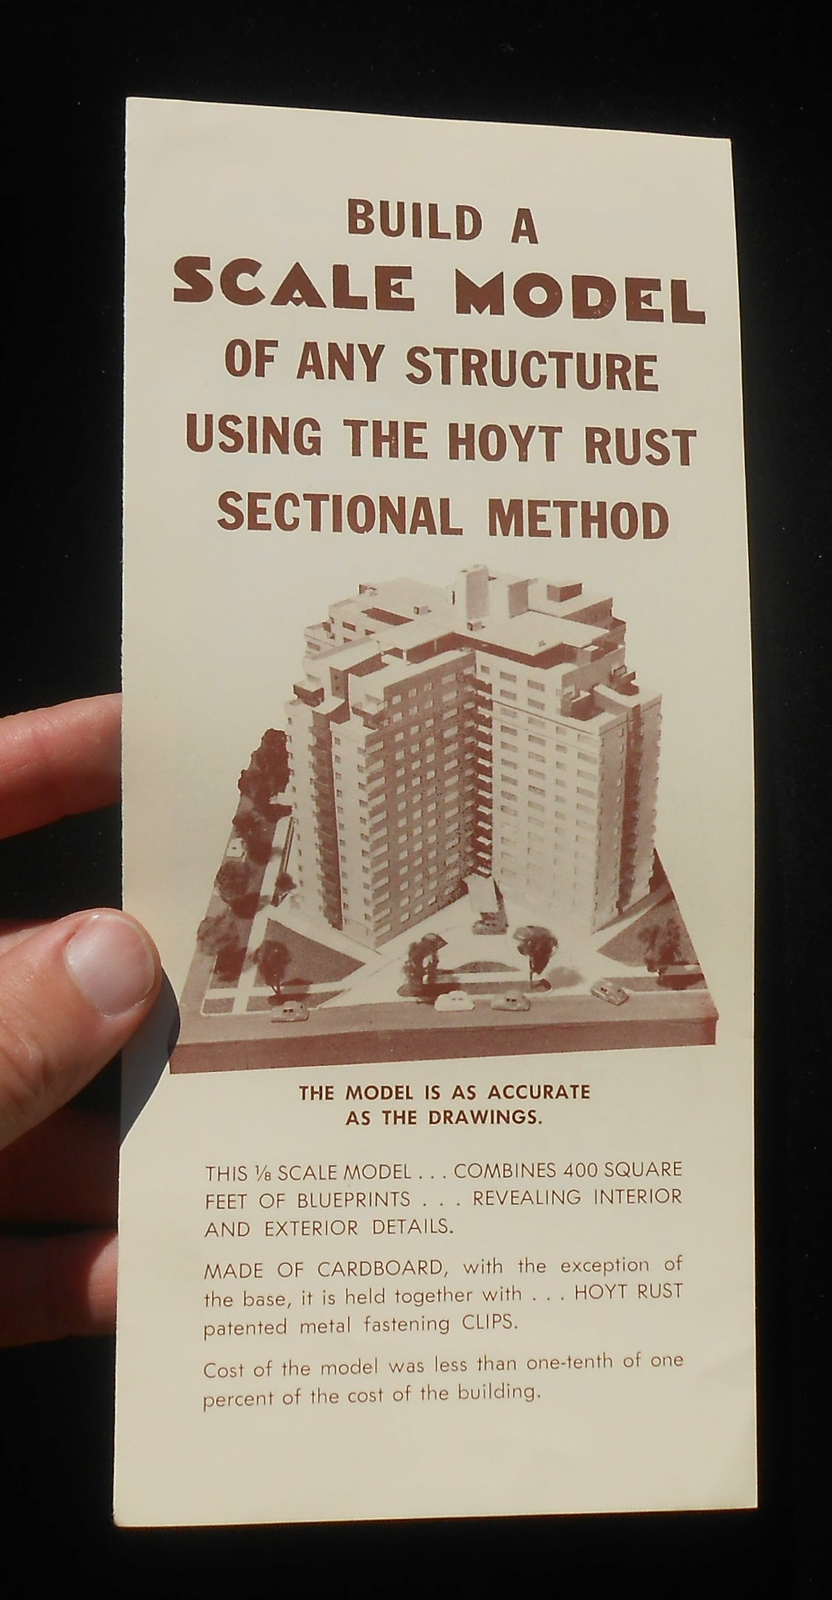 BUILD A
SCALE MODEL
OF ANY STRUCTURE
USING THE HOYT RUST
SECTIONAL METHOD
THE MODEL IS AS ACCURATE
AS THE DRAWINGS.
THIS ⅛ SCALE MODEL . . . COMBINES 400 SQUARE
FEET OF BLUEPRINTS . . . REVEALING INTERIOR
AND EXTERIOR DETAILS.
MADE OF CARDBOARD, with the exception of
the base, it is held together with . . . HOYT RUST
patented metal fastening CLIPS.
Cost of the model was less than one-tenth of one
percent of the cost of the building.